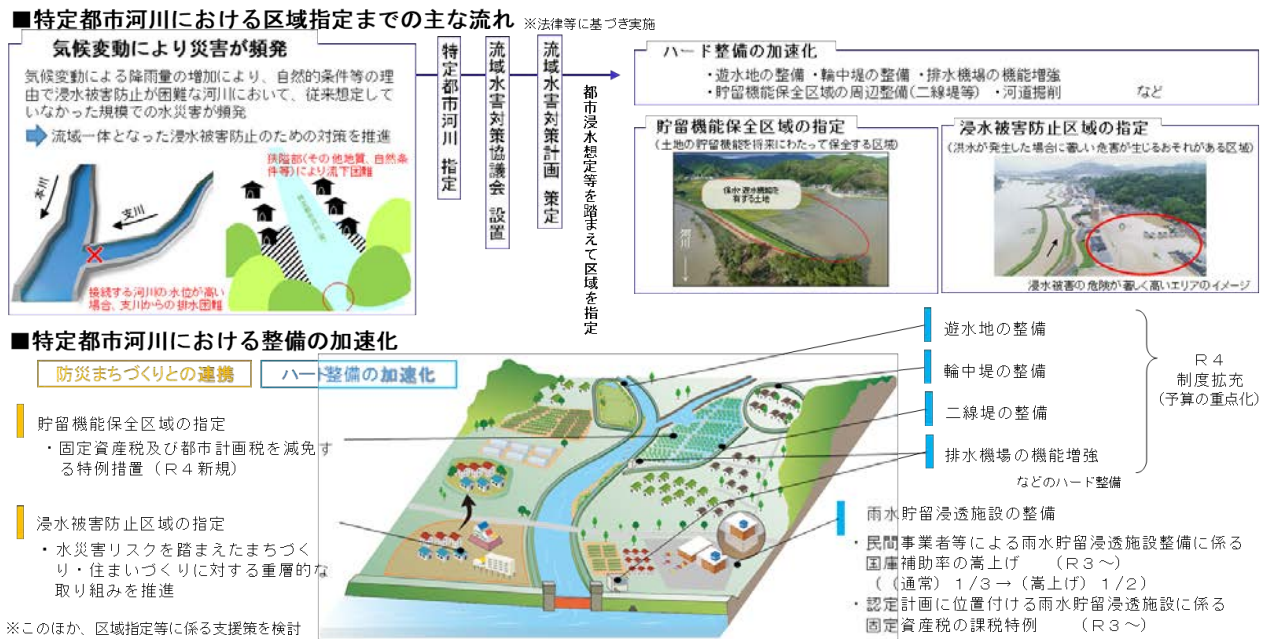 ■特定都市河川における区域指定までの主な流れ ※法律等に基づき実施
気候変動により災害が頻発
気候変動による降雨量の増加により、自然的条件等の理
由で浸水被害防止が困難な河川において、従来想定して
いなかった規模での水災害が頻発
流域一体となった浸水被害防止のための対策を推進
本川
支川
接続する河川の水位が高い
場合、支川からの排水困難
狭隘部(その他地質、自然条
件等)により流下困難
特定都市河川 指定
流域水害対策協議会 設置
流域水害対策計画 策定
都市浸水想定等を踏まえて区域を指定
ハード整備の加速化
・遊水地の整備 ・輪中堤の整備 ・排水機場の機能増強
・貯留機能保全区域の周辺整備(二線堤等) ・河道掘削 など
貯留機能保全区域の指定
(土地の貯留機能を将来にわたって保全する区域)
保水・遊水機能を
有する土地
河川
浸水被害防止区域の指定
(洪水が発生した場合に著しい危害が生じるおそれがある区域)
浸水被害の危険が著しく高いエリアのイメージ
■特定都市河川における整備の加速化
防災まちづくりとの連携
ハード整備の加速化
貯留機能保全区域の指定
・固定資産税及び都市計画税を減免す
る特例措置(R4新規)
浸水被害防止区域の指定
・水災害リスクを踏まえたまちづく
り・住まいづくりに対する重層的な
取り組みを推進
※このほか、区域指定等に係る支援策を検討
遊水地の整備
輪中堤の整備
二線堤の整備
排水機場の機能増強
などのハード整備
R4
制度拡充
(予算の重点化)
雨水貯留浸透施設の整備
・民間事業者等による雨水貯留浸透施設整備に係る
国庫補助率の嵩上げ (R3~)
((通常)1/3→(嵩上げ)1/2)
・認定計画に位置付ける雨水貯留浸透施設に係る
固定資産税の課税特例 (R3~)